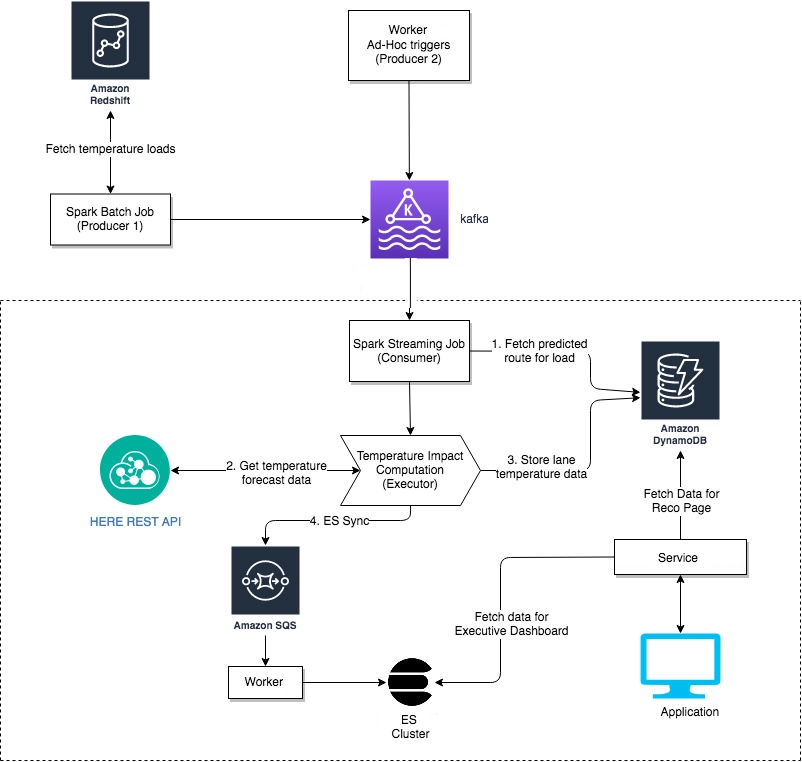 Worker
Ad-Hoc triggers
(Producer 2)
Amazon
Redshift
Fetch temperature loads
Spark Batch Job
(Producer 1)
K
kafka
Spark Streaming Job
(Consumer)
1. Fetch predicted
route for load
Amazon
DynamoDB
Temperature Impact
Computation
(Executor)
2. Get temperature
forecast data
3. Store lane
temperature data
HERE REST API
4. ES Sync
Fetch Data for
Reco Page
Service
Amazon SQS
Fetch data for
Executive Dashboard
Worker
ES
Cluster
Application